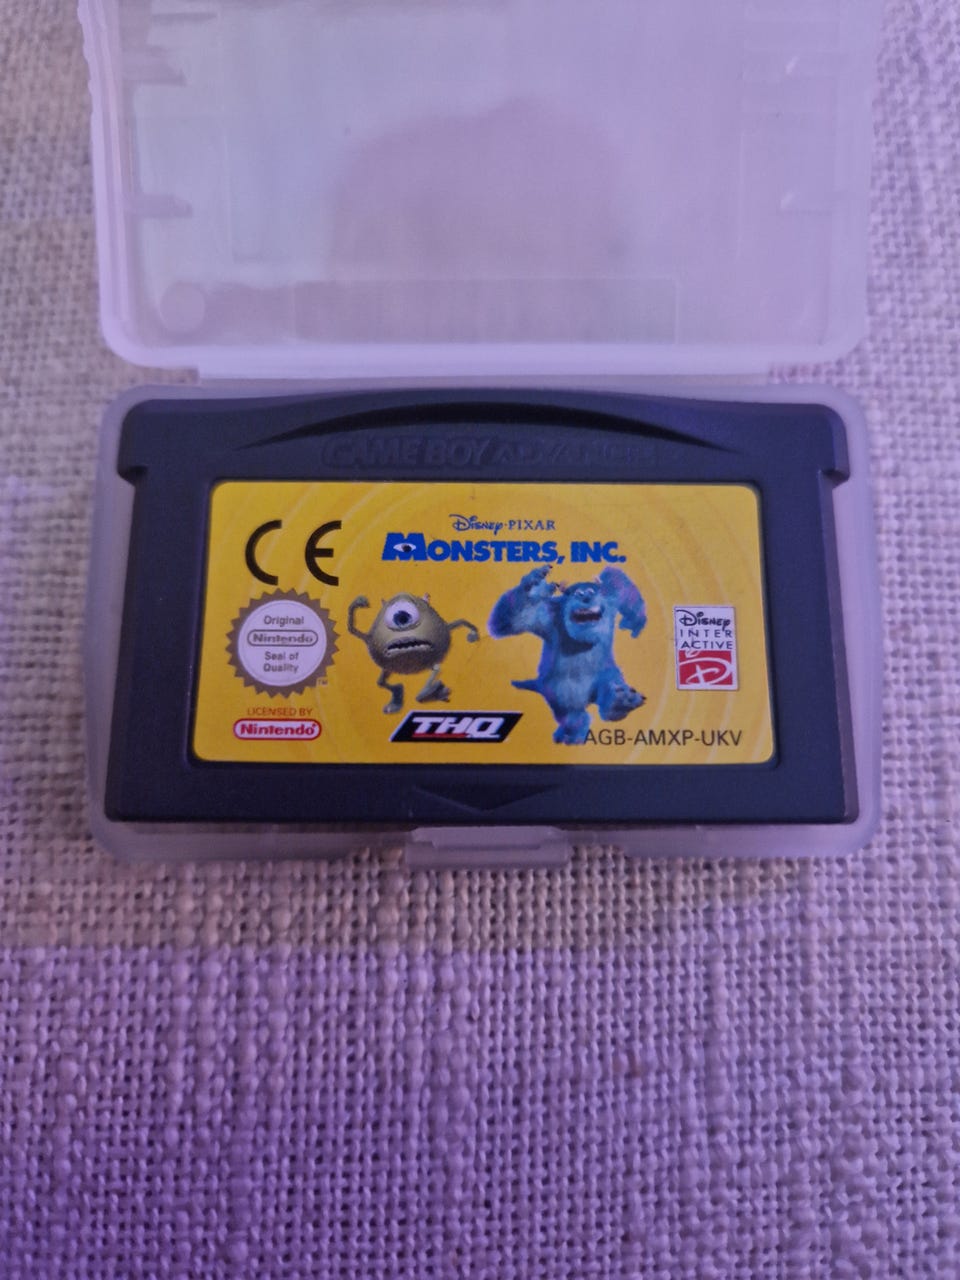 GAME BOY ADVANCE
CE
Disney·PIXAR
MONSTERS, INC.
Original
Nintendo
Seal of
Quality
TM
LICENSED BY
Nintendo
THQ
Disney
INTER
ACTIVE
D
AGB-AMXP-UKV